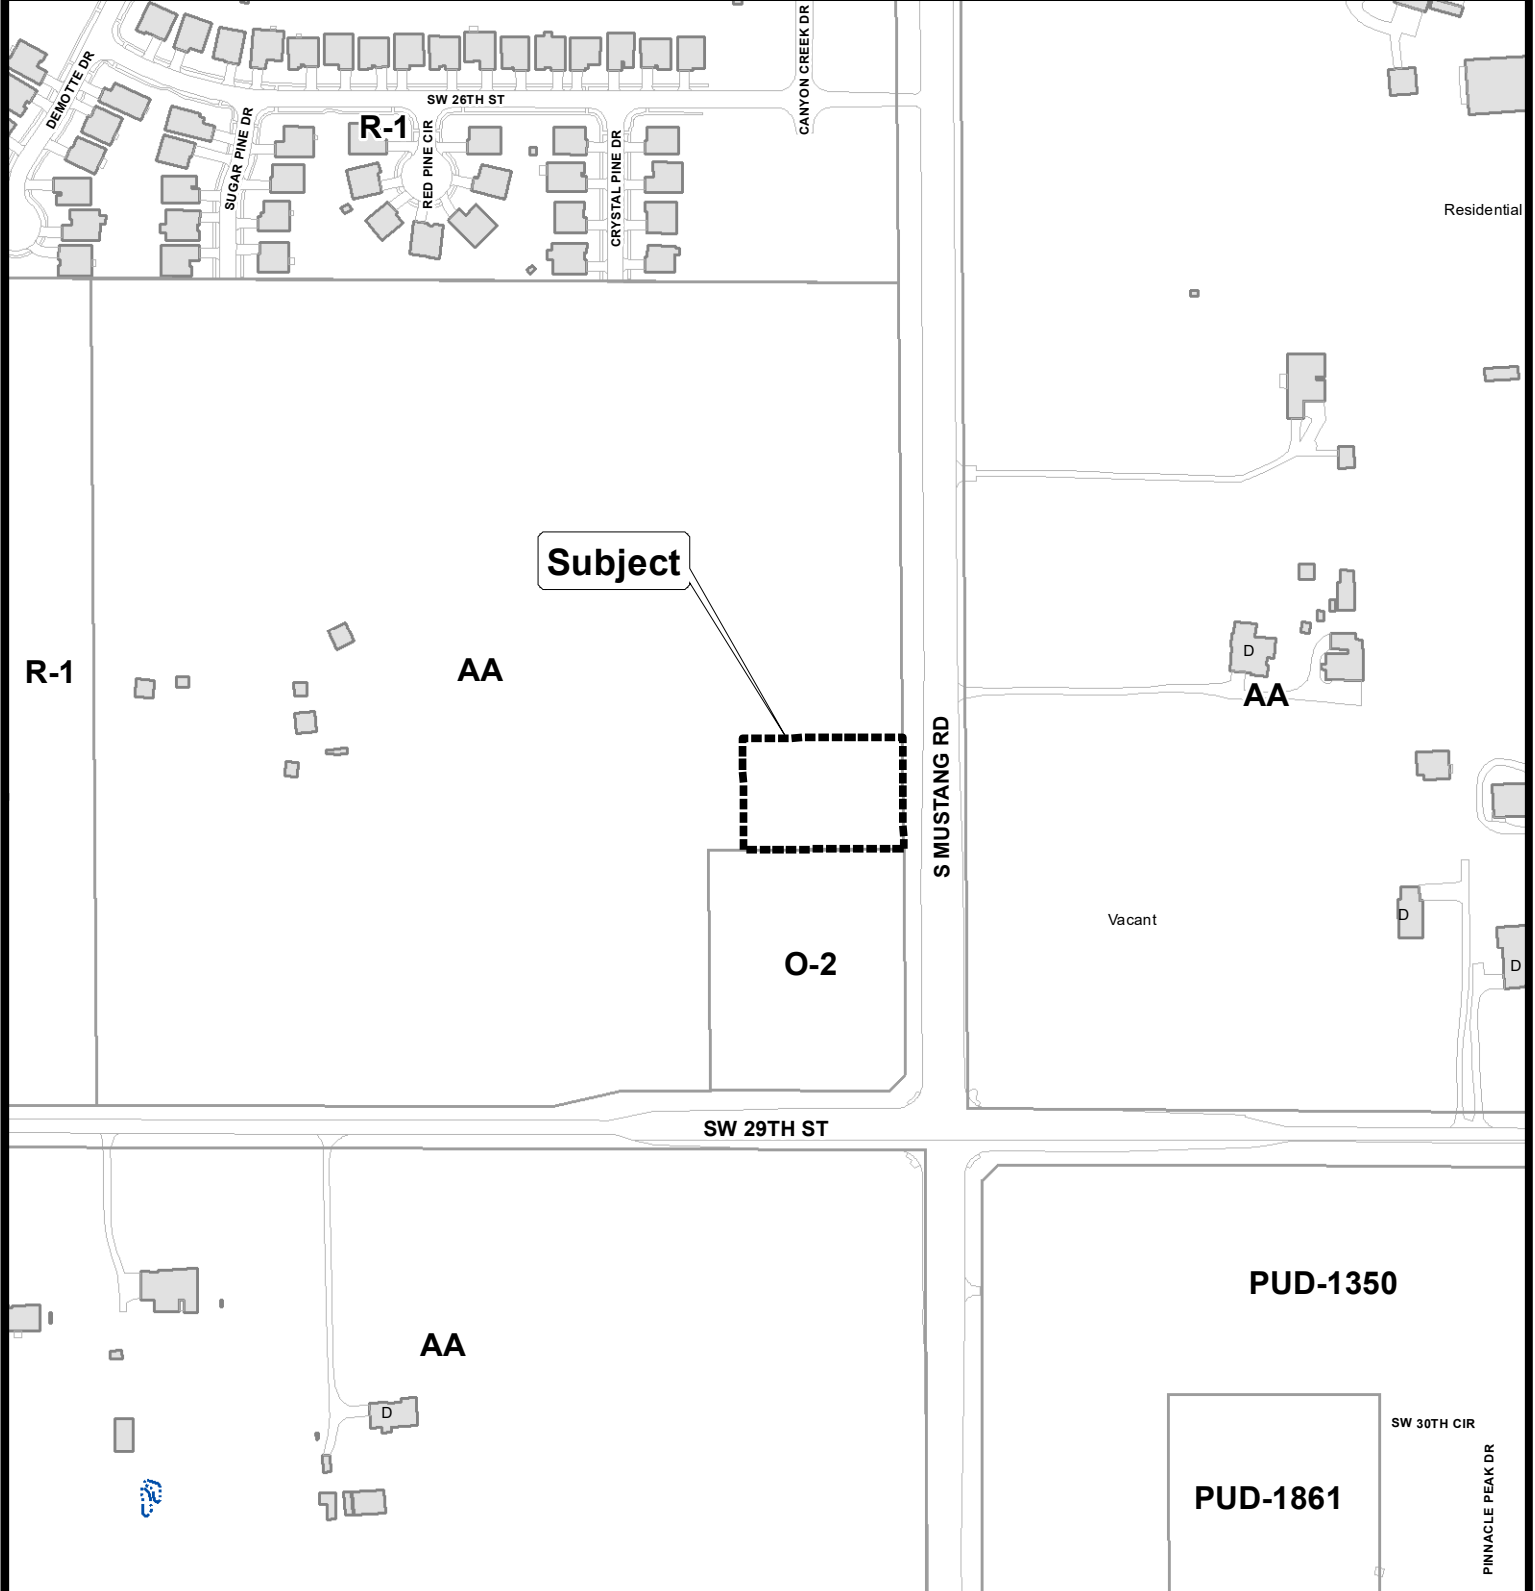 CANYON CREEK DR
DEMOTTE DR
SW 26TH ST
R-1
SUGAR PINE DR
RED PINE CIR
CRYSTAL PINE DR
Residential
Subject
R-1
AA
D
AA
S MUSTANG RD
D
Vacant
O-2
D
SW 29TH ST
PUD-1350
AA
D
SW 30TH CIR
PINNACLE PEAK DR
PUD-1861